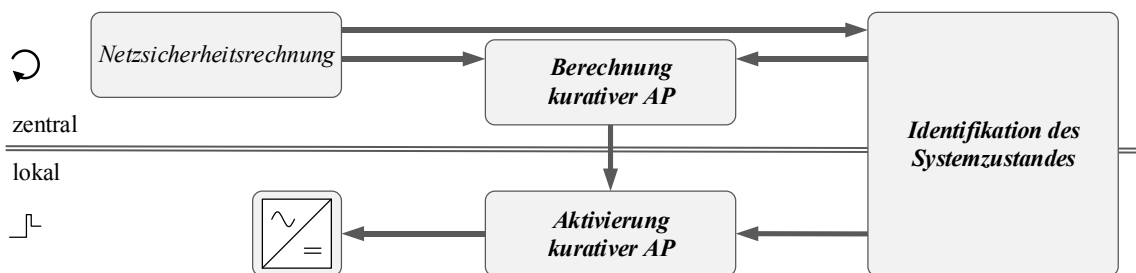 Netzsicherheitsrechnung
Berechnung
kurativer AP
Identifikation des
Systemzustandes
zentral
lokal
Aktivierung
kurativer AP